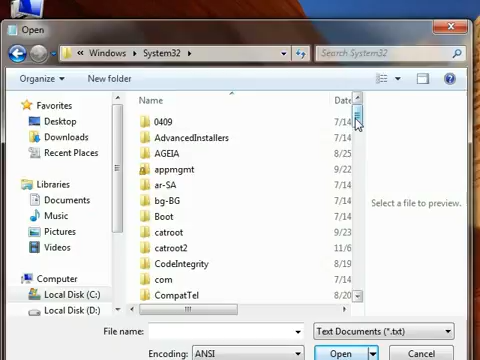 Open
« Windows ▸ System32 ▸
Search System32
Organize ▾ New folder
Favorites
Desktop
Downloads
Recent Places
Libraries
Documents
Music
Pictures
Videos
Computer
Local Disk (C:)
Local Disk (D:)
Name Date
0409 7/14
AdvancedInstallers 7/14
AGEIA 8/25
appmgmt 9/22
ar-SA 7/14
bg-BG 7/14
Boot 7/14
catroot 9/23
catroot2 11/6
CodeIntegrity 8/19
com 7/14
CompatTel 8/20
Select a file to preview.
File name: Text Documents (*.txt)
Encoding: ANSI Open Cancel